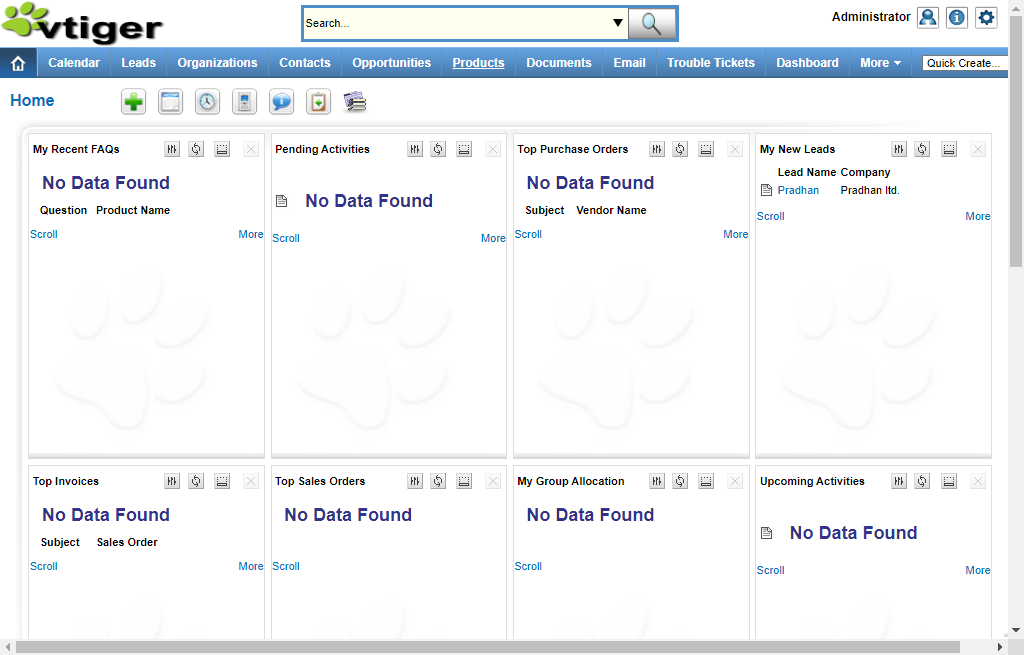 vtiger
Search...
Administrator
Calendar Leads Organizations Contacts Opportunities Products Documents Email Trouble Tickets Dashboard More Quick Create...
Home
My Recent FAQs
No Data Found
Question Product Name
Scroll More
Pending Activities
No Data Found
Scroll More
Top Purchase Orders
No Data Found
Subject Vendor Name
Scroll More
My New Leads
Lead Name Company
Pradhan Pradhan ltd.
Scroll More
Top Invoices
No Data Found
Subject Sales Order
Scroll More
Top Sales Orders
No Data Found
Scroll
My Group Allocation
No Data Found
Scroll
Upcoming Activities
No Data Found
Scroll More